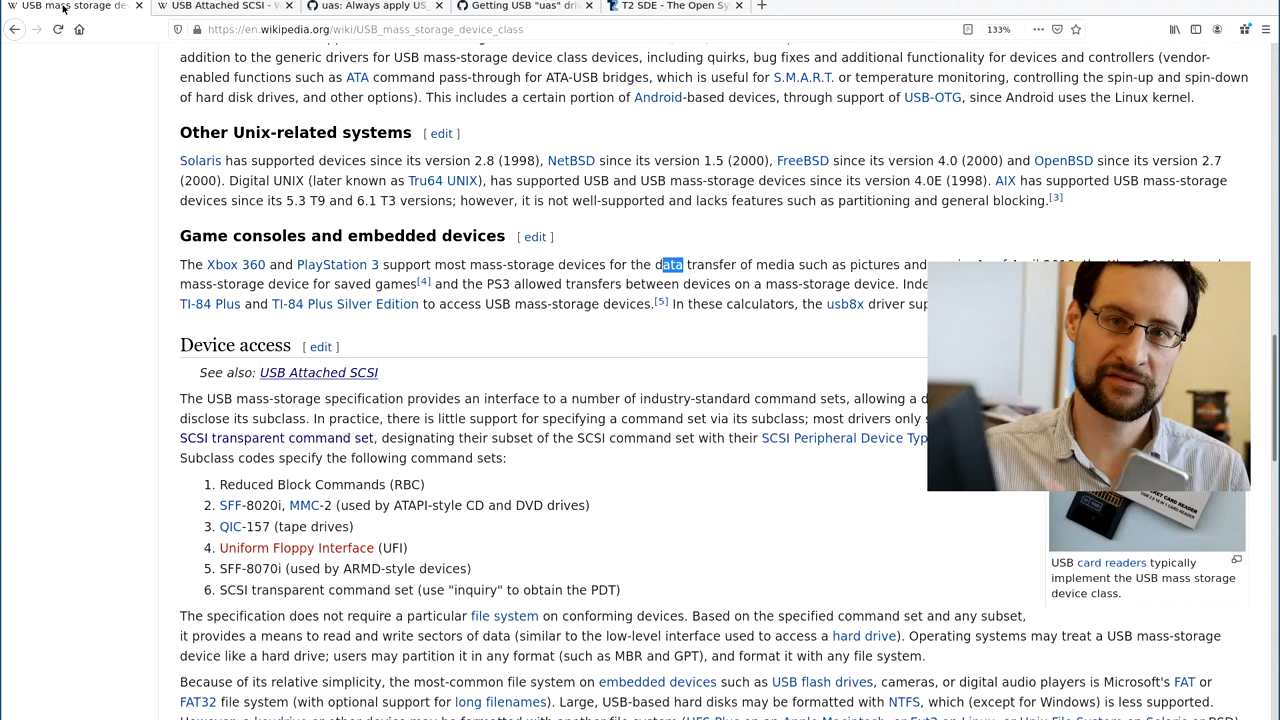 USB mass storage de
USB Attached SCSI - W
uas: Always apply US_
Getting USB "uas" driv
T2 SDE - The Open Sy
https://en.wikipedia.org/wiki/USB_mass_storage_device_class
133%
addition to the generic drivers for USB mass-storage device class devices, including quirks, bug fixes and additional functionality for devices and controllers (vendor-
enabled functions such as ATA command pass-through for ATA-USB bridges, which is useful for S.M.A.R.T. or temperature monitoring, controlling the spin-up and spin-down
of hard disk drives, and other options). This includes a certain portion of Android-based devices, through support of USB-OTG, since Android uses the Linux kernel.
Other Unix-related systems [ edit ]
Solaris has supported devices since its version 2.8 (1998), NetBSD since its version 1.5 (2000), FreeBSD since its version 4.0 (2000) and OpenBSD since its version 2.7
(2000). Digital UNIX (later known as Tru64 UNIX), has supported USB and USB mass-storage devices since its version 4.0E (1998). AIX has supported USB mass-storage
devices since its 5.3 T9 and 6.1 T3 versions; however, it is not well-supported and lacks features such as partitioning and general blocking.[3]
Game consoles and embedded devices [ edit ]
The Xbox 360 and PlayStation 3 support most mass-storage devices for the data transfer of media such as pictures and
mass-storage device for saved games[4] and the PS3 allowed transfers between devices on a mass-storage device. Inde
TI-84 Plus and TI-84 Plus Silver Edition to access USB mass-storage devices.[5] In these calculators, the usb8x driver sup
Device access [ edit ]
See also: USB Attached SCSI
The USB mass-storage specification provides an interface to a number of industry-standard command sets, allowing a d
disclose its subclass. In practice, there is little support for specifying a command set via its subclass; most drivers only s
SCSI transparent command set, designating their subset of the SCSI command set with their SCSI Peripheral Device Typ
Subclass codes specify the following command sets:
1. Reduced Block Commands (RBC)
2. SFF-8020i, MMC-2 (used by ATAPI-style CD and DVD drives)
3. QIC-157 (tape drives)
4. Uniform Floppy Interface (UFI)
5. SFF-8070i (used by ARMD-style devices)
6. SCSI transparent command set (use "inquiry" to obtain the PDT)
USB card readers typically
implement the USB mass storage
device class.
The specification does not require a particular file system on conforming devices. Based on the specified command set and any subset,
it provides a means to read and write sectors of data (similar to the low-level interface used to access a hard drive). Operating systems may treat a USB mass-storage
device like a hard drive; users may partition it in any format (such as MBR and GPT), and format it with any file system.
Because of its relative simplicity, the most-common file system on embedded devices such as USB flash drives, cameras, or digital audio players is Microsoft's FAT or
FAT32 file system (with optional support for long filenames). Large, USB-based hard disks may be formatted with NTFS, which (except for Windows) is less supported.